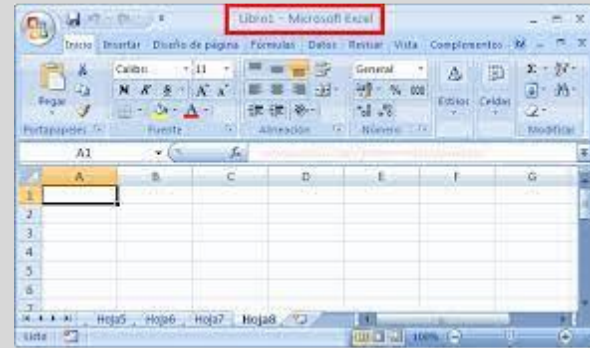 Libro1 - Microsoft Excel
Inicio Insertar Diseño de página Fórmulas Datos Revisar Vista Complementos
Calibri 11 General
N K S A A % 000
Pegar A Estilos Celdas
Portapapeles Fuente Alineación Número Modificar
A1 fx
A B C D E F G
1
2
3
4
5
6
7
Hoja5 Hoja6 Hoja7 Hoja8
Listo 100%